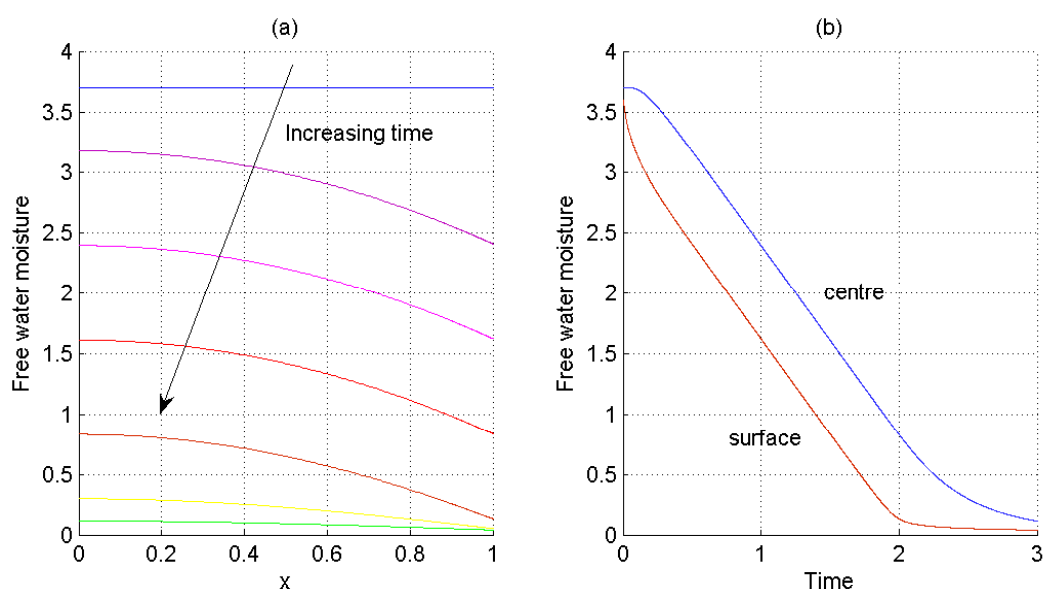 (a)
Free water moisture
4
3.5
3
2.5
2
1.5
1
0.5
0
Increasing time
0 0.2 0.4 0.6 0.8 1
x
(b)
Free water moisture
4
3.5
3
2.5
2
1.5
1
0.5
0
centre
surface
0 1 2 3
Time